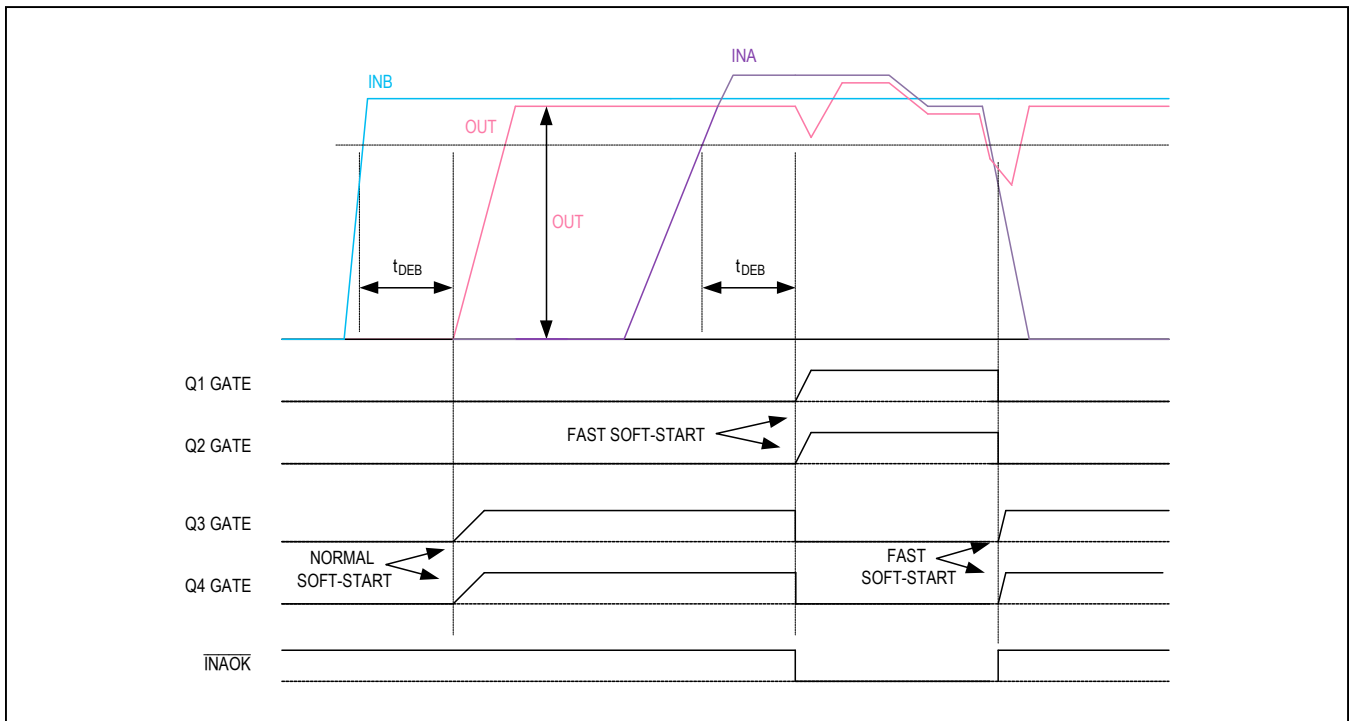 INA
INB
OUT
OUT
tDEB
tDEB
Q1 GATE
FAST SOFT-START
Q2 GATE
Q3 GATE
NORMAL
SOFT-START
FAST
SOFT-START
Q4 GATE
INAOK